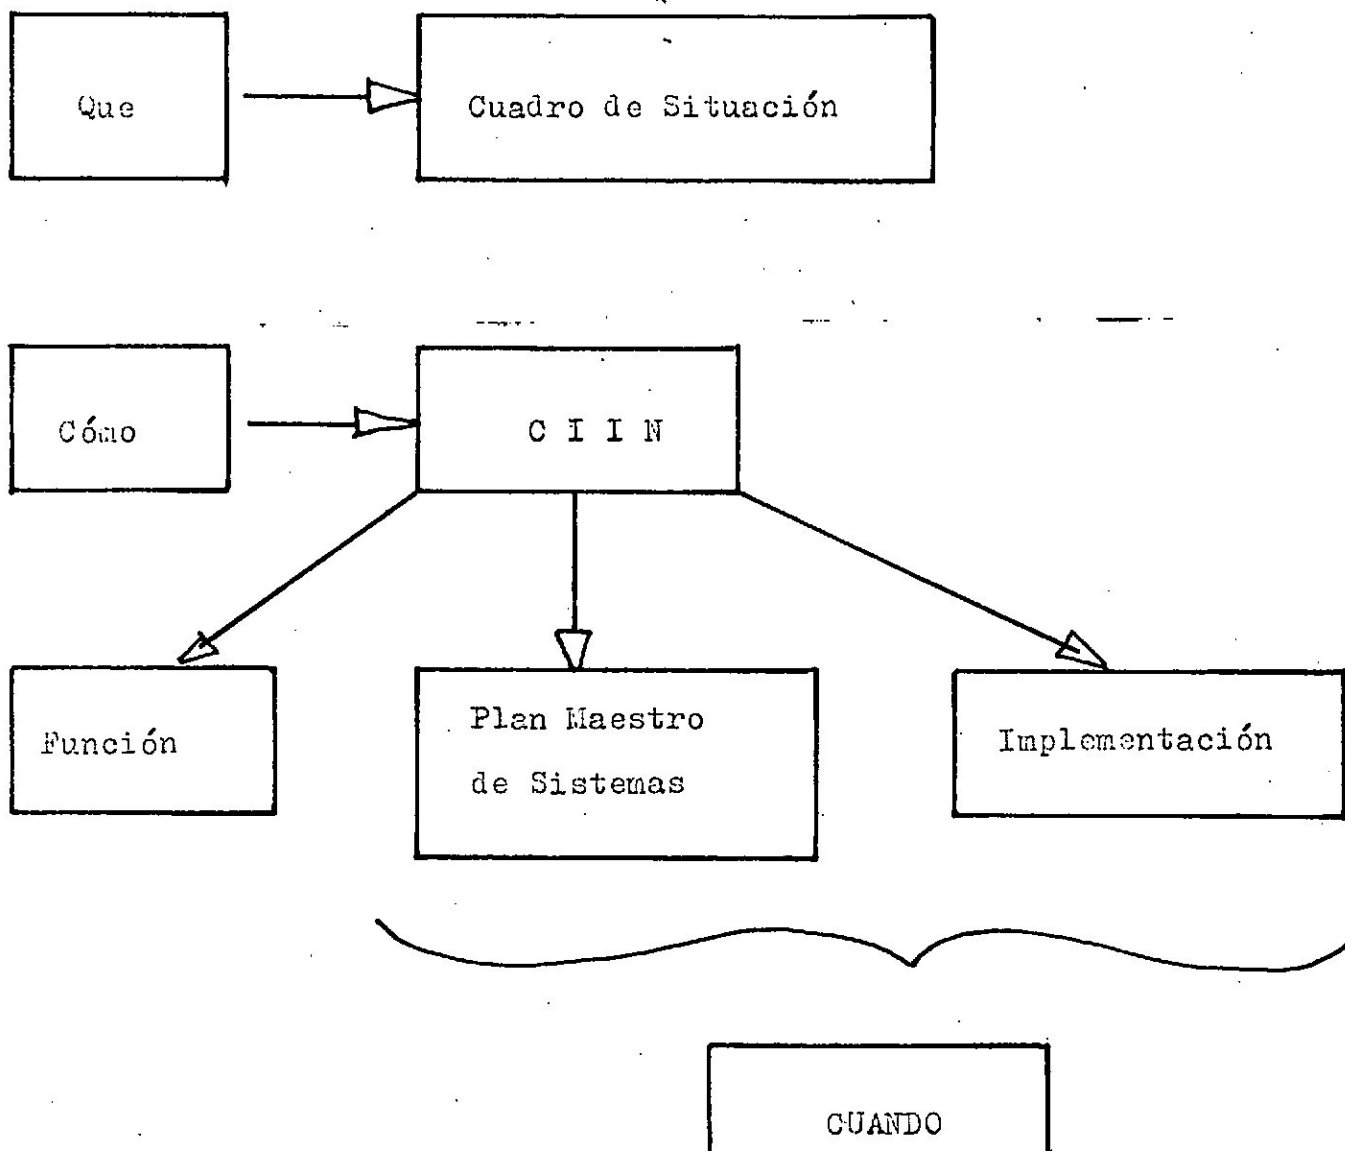 Que
Cuadro de Situación
Cómo
C I I N
Función
Plan Maestro
de Sistemas
Implementación
CUANDO